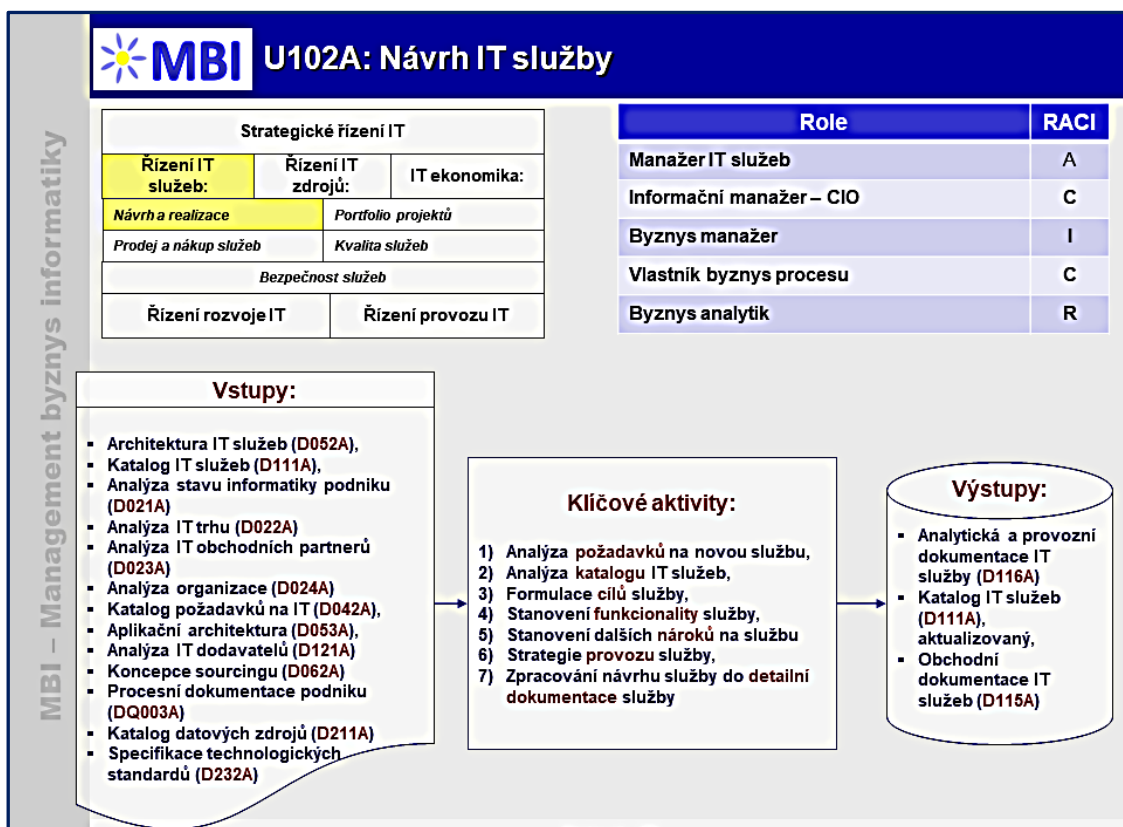 MBI – Management byznys informatiky
MBI
U102A: Návrh IT služby
Strategické řízení IT
Řízení IT
služeb:
Řízení IT
zdrojů:
IT ekonomika:
Návrh a realizace
Portfolio projektů
Prodej a nákup služeb
Kvalita služeb
Bezpečnost služeb
Řízení rozvoje IT
Řízení provozu IT
Role RACI
Manažer IT služeb A
Informační manažer – CIO C
Byznys manažer I
Vlastník byznys procesu C
Byznys analytik R
Vstupy:
▪ Architektura IT služeb (D052A),
▪ Katalog IT služeb (D111A),
▪ Analýza stavu informatiky podniku
(D021A)
▪ Analýza IT trhu (D022A)
▪ Analýza IT obchodních partnerů
(D023A)
▪ Analýza organizace (D024A)
▪ Katalog požadavků na IT (D042A),
▪ Aplikační architektura (D053A),
▪ Analýza IT dodavatelů (D121A)
▪ Koncepce sourcingu (D062A)
▪ Procesní dokumentace podniku
(DQ003A)
▪ Katalog datových zdrojů (D211A)
▪ Specifikace technologických
standardů (D232A)
Klíčové aktivity:
1) Analýza požadavků na novou službu,
2) Analýza katalogu IT služeb,
3) Formulace cílů služby,
4) Stanovení funkcionality služby,
5) Stanovení dalších nároků na službu
6) Strategie provozu služby,
7) Zpracování návrhu služby do detailní
dokumentace služby
Výstupy:
▪ Analytická a provozní
dokumentace IT
služby (D116A)
▪ Katalog IT služeb
(D111A),
aktualizovaný,
▪ Obchodní
dokumentace IT
služeb (D115A)